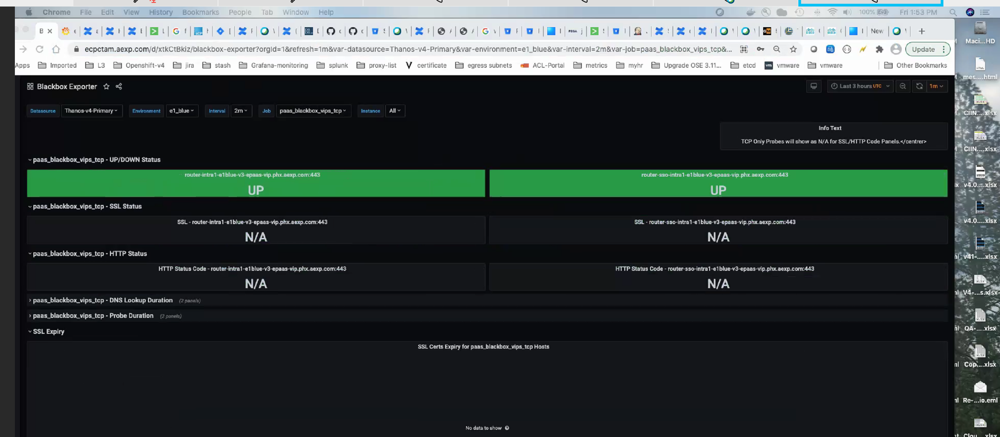 Chrome File Edit View History Bookmarks People Tab Window Help 100% Fri 1:53 PM
B New
ecpctam.aexp.com/d/xtkCtBkiz/blackbox-exporter?orgId=1&refresh=1m&var-datasource=Thanos-v4-Primary&var-environment=e1_blue&var-interval=2m&var-job=paas_blackbox_vips_tcp&... Update
Apps Imported L3 Openshift-v4 jira stash Grafana-monitoring splunk proxy-list certificate egress subnets ACL-Portal metrics myhr Upgrade OSE 3.11... etcd vm vmware vmware Other Bookmarks
Blackbox Exporter Last 3 hours UTC 1m
Datasource Thanos-v4-Primary Environment e1_blue Interval 2m Job paas_blackbox_vips_tcp Instance All
Info Text
TCP Only Probes will show as N/A for SSL/HTTP Code Panels.</centrer>
paas_blackbox_vips_tcp - UP/DOWN Status
router-intra1-e1blue-v3-epaas-vip.phx.aexp.com:443
UP
router-sso-intra1-e1blue-v3-epaas-vip.phx.aexp.com:443
UP
paas_blackbox_vips_tcp - SSL Status
SSL - router-intra1-e1blue-v3-epaas-vip.phx.aexp.com:443
N/A
SSL - router-sso-intra1-e1blue-v3-epaas-vip.phx.aexp.com:443
N/A
paas_blackbox_vips_tcp - HTTP Status
HTTP Status Code - router-intra1-e1blue-v3-epaas-vip.phx.aexp.com:443
N/A
HTTP Status Code - router-sso-intra1-e1blue-v3-epaas-vip.phx.aexp.com:443
N/A
paas_blackbox_vips_tcp - DNS Lookup Duration (2 panels)
paas_blackbox_vips_tcp - Probe Duration (2 panels)
SSL Expiry
SSL Certs Expiry for paas_blackbox_vips_tcp Hosts
No data to show
Maci...HD
mes....html
CIIN....xlsx
CIIN....xlsx
v4.0....xlsx
v4.0....xlsx
v41-....xlsx
V4-...s.xlsx
QA-....xlsx
Cop....xlsx
Re-...io.eml